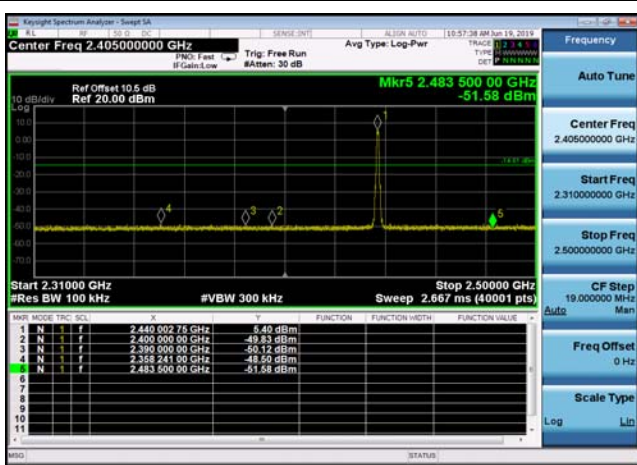 Keysight Spectrum Analyzer - Swept SA
RL RF 50 Ω DC SENSE:INT ALIGN AUTO 10:57:38 AM Jun 19, 2019
Center Freq 2.405000000 GHz
PNO: Fast
IFGain:Low
Trig: Free Run
#Atten: 30 dB
Avg Type: Log-Pwr
TRACE 1 2 3 4 5 6
TYPE
DET P N N N N N
Ref Offset 10.5 dB
Ref 20.00 dBm
10 dB/div
Log
Mkr5 2.483 500 00 GHz
-51.58 dBm
10.0
0.00
-10.0
-20.0
-30.0
-40.0
-50.0
-60.0
-70.0
1
2
3
4
5
Start 2.31000 GHz
Stop 2.50000 GHz
#Res BW 100 kHz
#VBW 300 kHz
Sweep 2.667 ms (40001 pts)
MKR MODE TRC SCL X Y FUNCTION FUNCTION WIDTH FUNCTION VALUE
1 N 1 f 2.440 002 75 GHz 5.40 dBm
2 N 1 f 2.400 000 00 GHz -49.83 dBm
3 N 1 f 2.390 000 00 GHz -50.12 dBm
4 N 1 f 2.358 241 00 GHz -48.50 dBm
5 N 1 f 2.483 500 00 GHz -51.58 dBm
6
7
8
9
10
11
MSG
STATUS
Frequency
Auto Tune
Center Freq
2.405000000 GHz
Start Freq
2.310000000 GHz
Stop Freq
2.500000000 GHz
CF Step
19.000000 MHz
Auto Man
Freq Offset
0 Hz
Scale Type
Log Lin